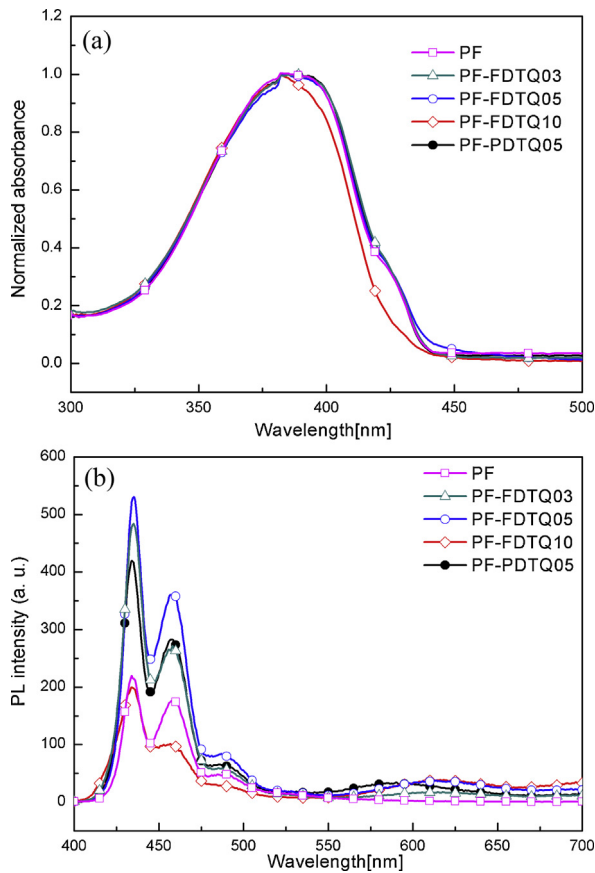 (a)
Normalized absorbance
1.2
1.0
0.8
0.6
0.4
0.2
0.0
PF
PF-FDTQ03
PF-FDTQ05
PF-FDTQ10
PF-PDTQ05
300 350 400 450 500
Wavelength[nm]
(b)
PL intensity (a. u.)
600
500
400
300
200
100
0
PF
PF-FDTQ03
PF-FDTQ05
PF-FDTQ10
PF-PDTQ05
400 450 500 550 600 650 700
Wavelength[nm]